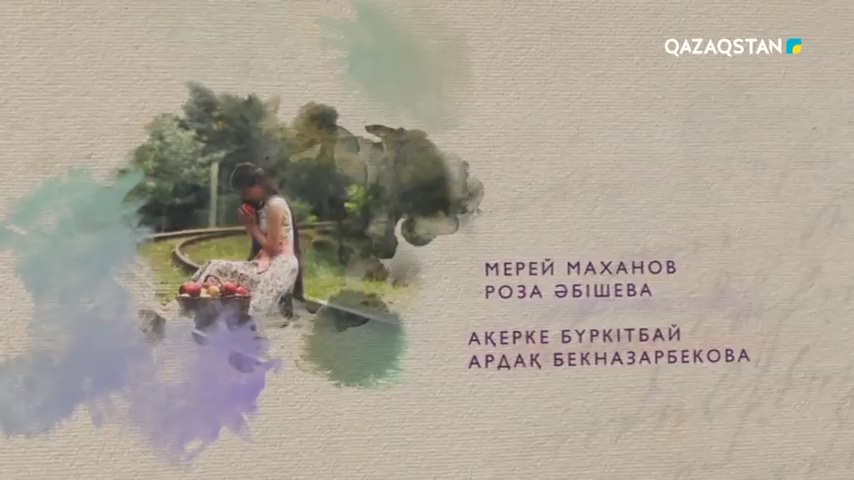 QAZAQSTAN
МЕРЕЙ МАХАНОВ
РОЗА ӘБІШЕВА
АҚЕРКЕ БҮРКІТБАЙ
АРДАҚ БЕКНАЗАРБЕКОВА